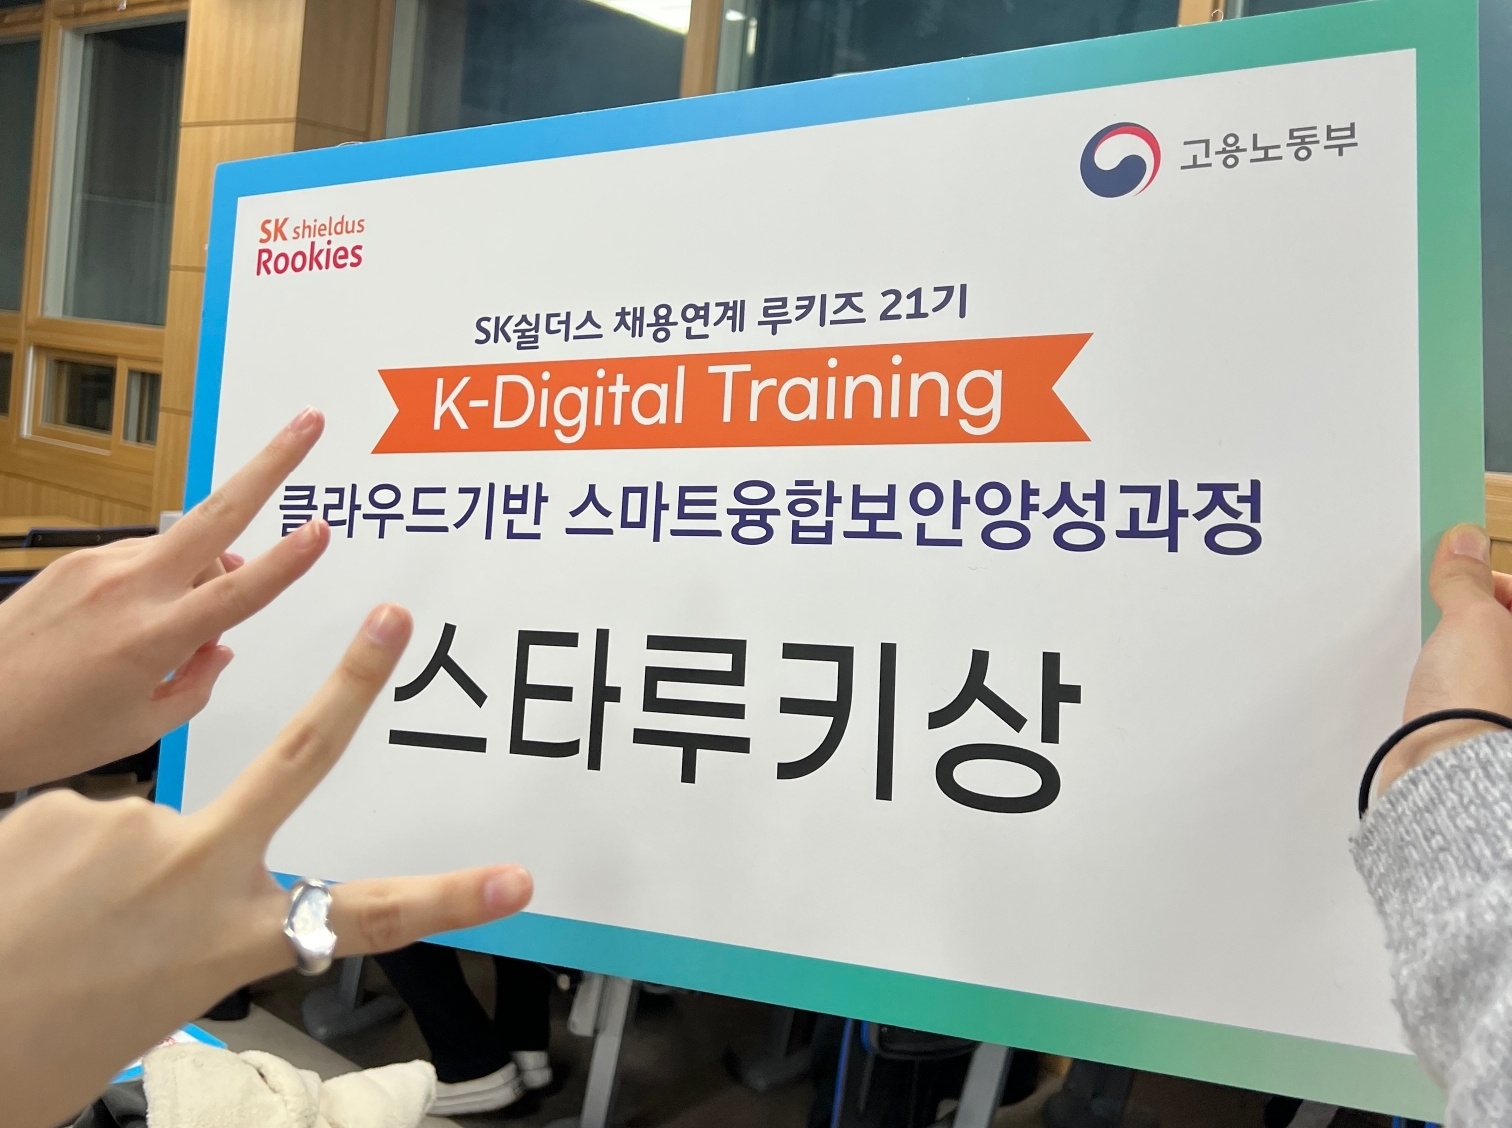 고용노동부
SK shieldus
Rookies
SK쉴더스 채용연계 루키즈 21기
K-Digital Training
클라우드기반 스마트융합보안양성과정
스타루키상